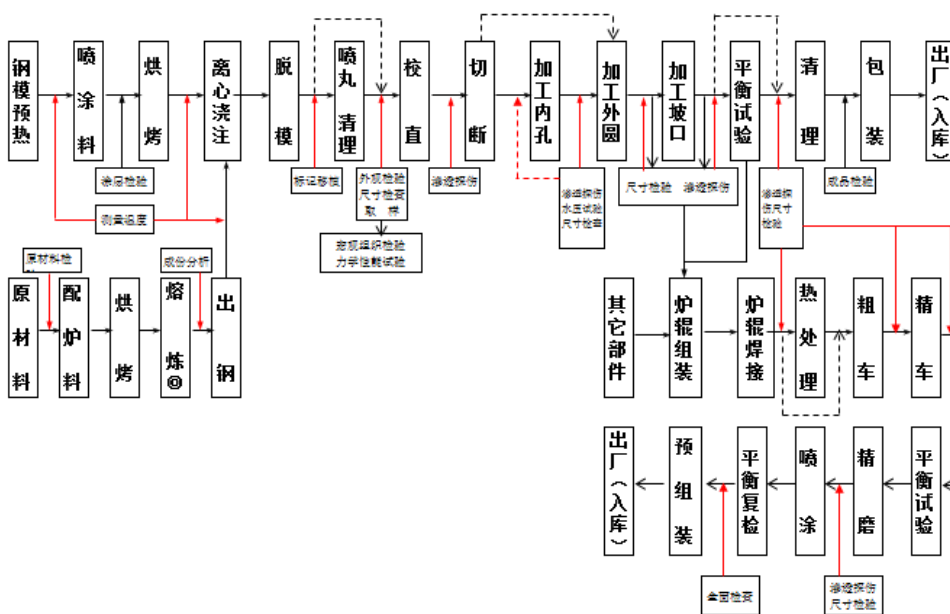 钢模预热
喷涂料
烘烤
离心浇注
脱模
喷丸清理
校直
切断
加工内孔
加工外圆
加工坡口
平衡试验
清理
包装
出厂（入库）
涂层检验
标记移植
外观检验
尺寸检查
取样
渗透探伤
渗透探伤
水压试验
尺寸检查
尺寸检验
渗透探伤
渗透探
伤尺寸
检验
成品检验
测量温度
宏观组织检验
力学性能试验
原材料检
成份分析
原材料
配炉料
烘烤
熔炼◎
出钢
其它部件
炉辊组装
炉辊焊接
热处理
粗车
精车
出厂（入库）
预组装
平衡复检
喷涂
精磨
平衡试验
全面检查
渗透探伤
尺寸检验